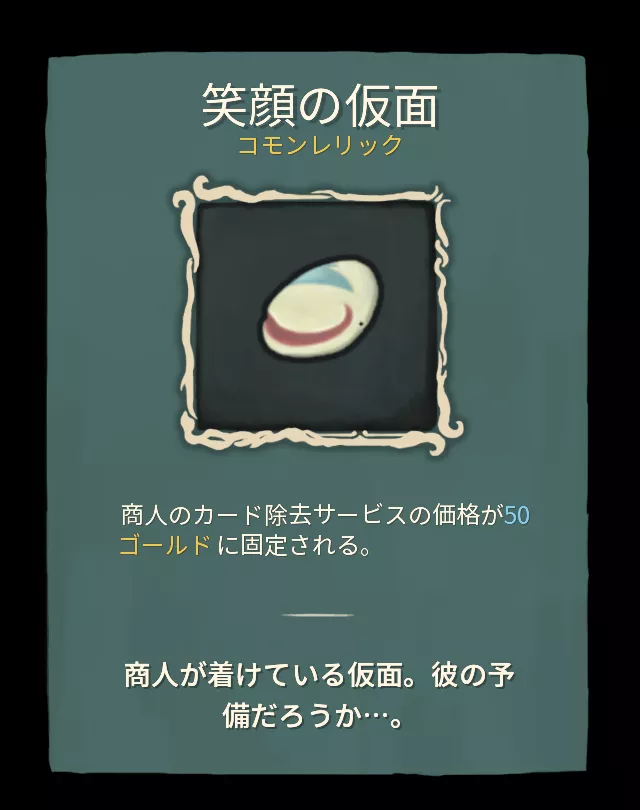 笑顔の仮面
コモンレリック
商人のカード除去サービスの価格が50
ゴールドに固定される。
商人が着けている仮面。彼の予
備だろうか…。